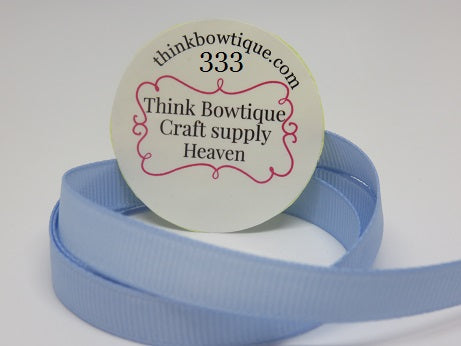 thinkbowtique.com
333
Think Bowtique
Craft supply
Heaven